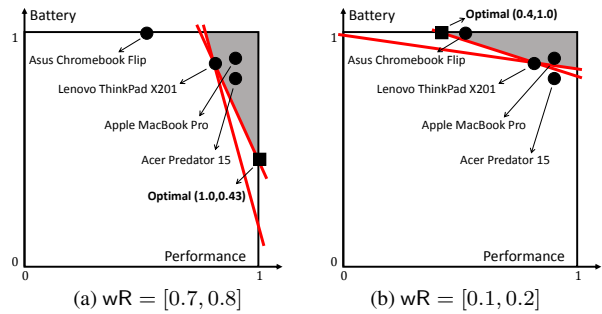 Battery
1
Asus Chromebook Flip
Lenovo ThinkPad X201
Apple MacBook Pro
Acer Predator 15
Optimal (1.0,0.43)
Performance
0
0
1
(a) wR = [0.7, 0.8]
Battery
Optimal (0.4,1.0)
1
Asus Chromebook Flip
Lenovo ThinkPad X201
Apple MacBook Pro
Acer Predator 15
Performance
0
0
1
(b) wR = [0.1, 0.2]